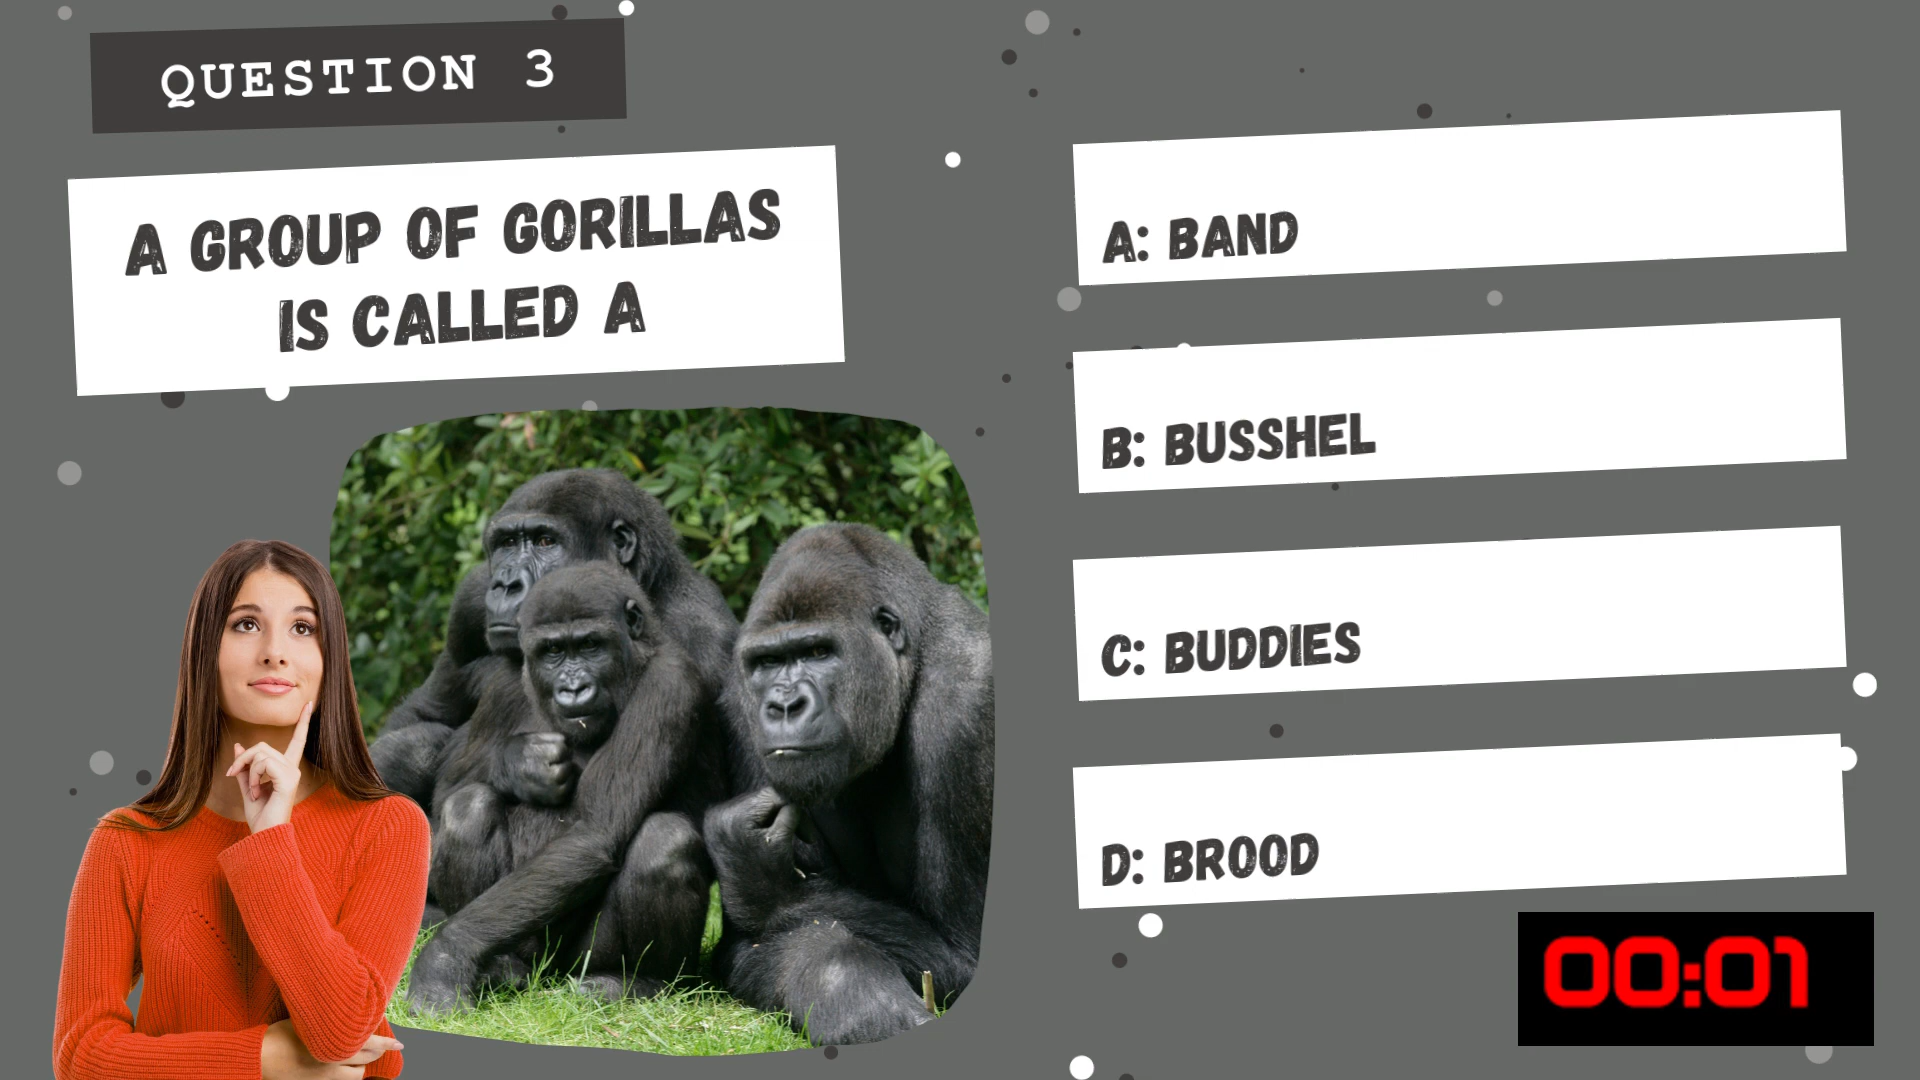 QUESTION 3
A GROUP OF GORILLAS
IS CALLED A
A: BAND
B: BUSSHEL
C: BUDDIES
D: BROOD
00:01